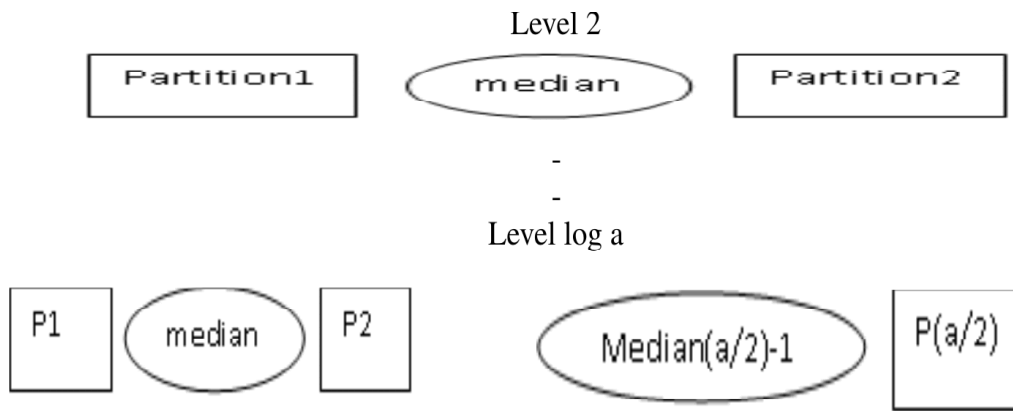 Level 2
Partition1 median Partition2
-
-
Level log a
P1 median P2 Median(a/2)-1 P(a/2)